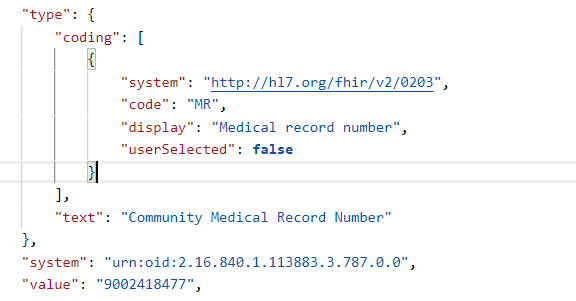 "type": {
"coding": [
{
"system": "http://hl7.org/fhir/v2/0203",
"code": "MR",
"display": "Medical record number",
"userSelected": false
}
],
"text": "Community Medical Record Number"
},
"system": "urn:oid:2.16.840.1.113883.3.787.0.0",
"value": "9002418477",